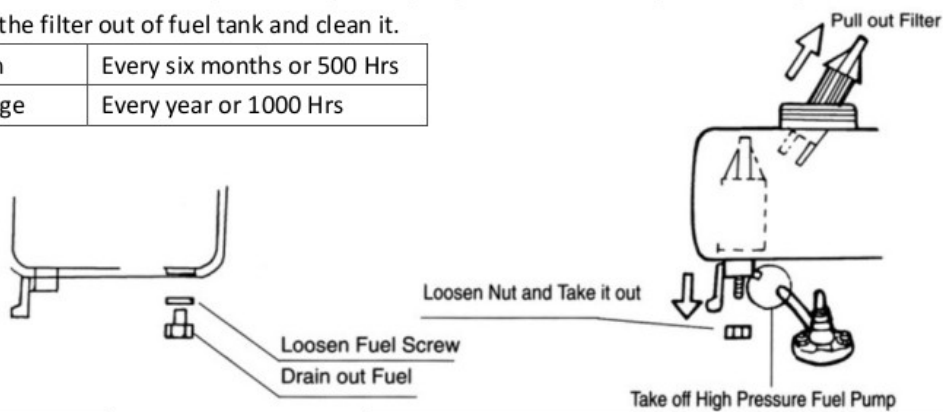 the filter out of fuel tank and clean it.
Every six months or 500 Hrs
ge Every year or 1000 Hrs
Pull out Filter
Loosen Nut and Take it out
Loosen Fuel Screw
Drain out Fuel
Take off High Pressure Fuel Pump